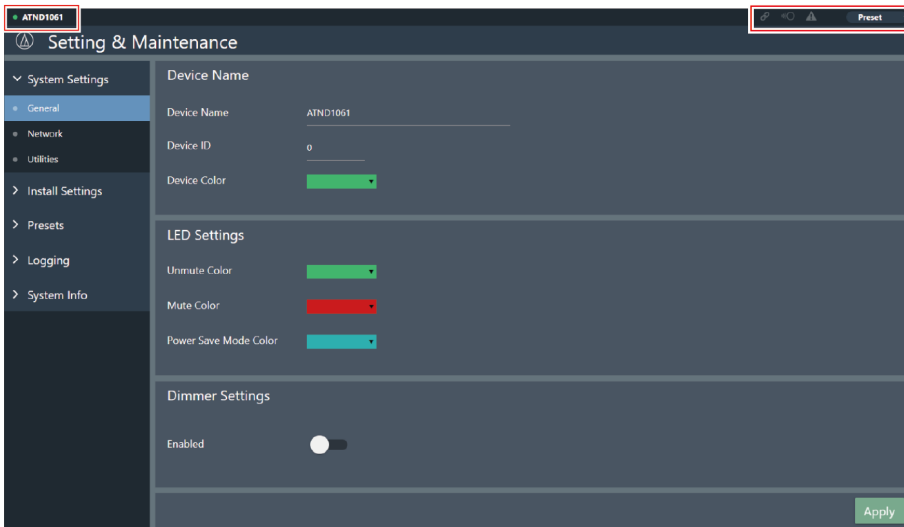 ATND1061
Preset
Setting & Maintenance
System Settings
General
Network
Utilities
Install Settings
Presets
Logging
System Info
Device Name
Device Name ATND1061
Device ID 0
Device Color
LED Settings
Unmute Color
Mute Color
Power Save Mode Color
Dimmer Settings
Enabled
Apply